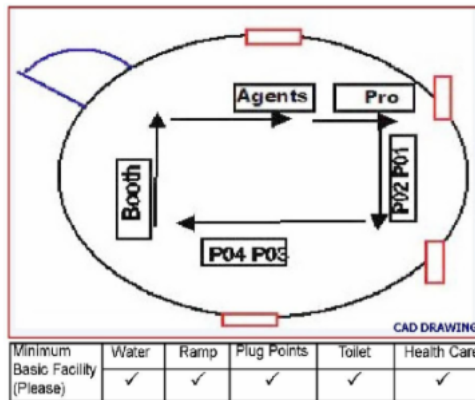 Agents
Pro
P02 P01
Booth
P04 P03
CAD DRAWING
Minimum Basic Facility (Please)
Water
Ramp
Plug Points
Toilet
Health Care
✓ ✓ ✓ ✓ ✓